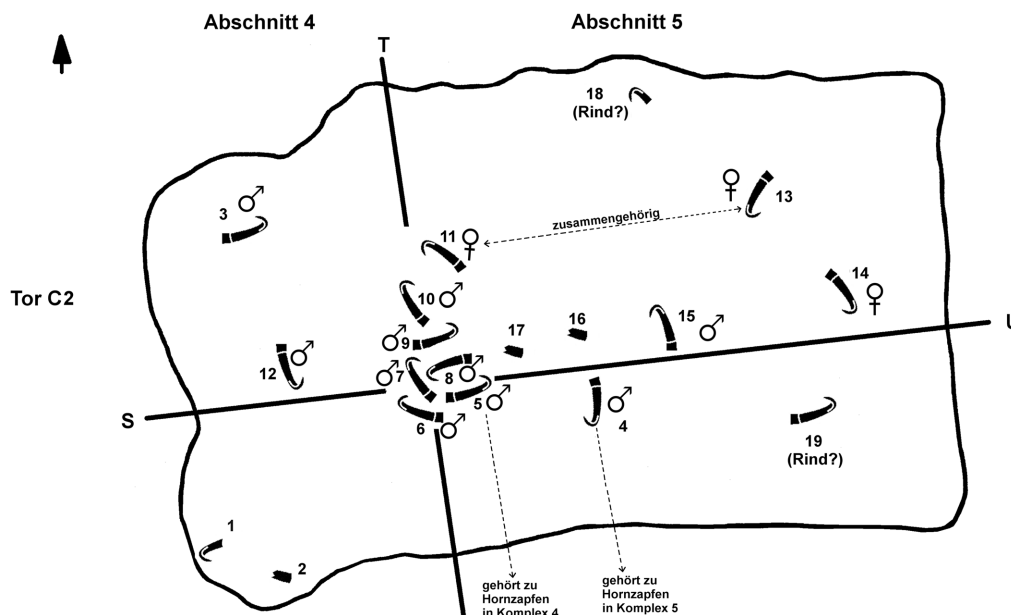 Abschnitt 4
Abschnitt 5
T
18
(Rind?)
3
13
zusammengehörig
11
14
Tor C2
10
15
16
U
9
17
12
7
8
5
S
6
4
19
(Rind?)
1
2
gehört zu
Hornzapfen
in Komplex 4
gehört zu
Hornzapfen
in Komplex 5